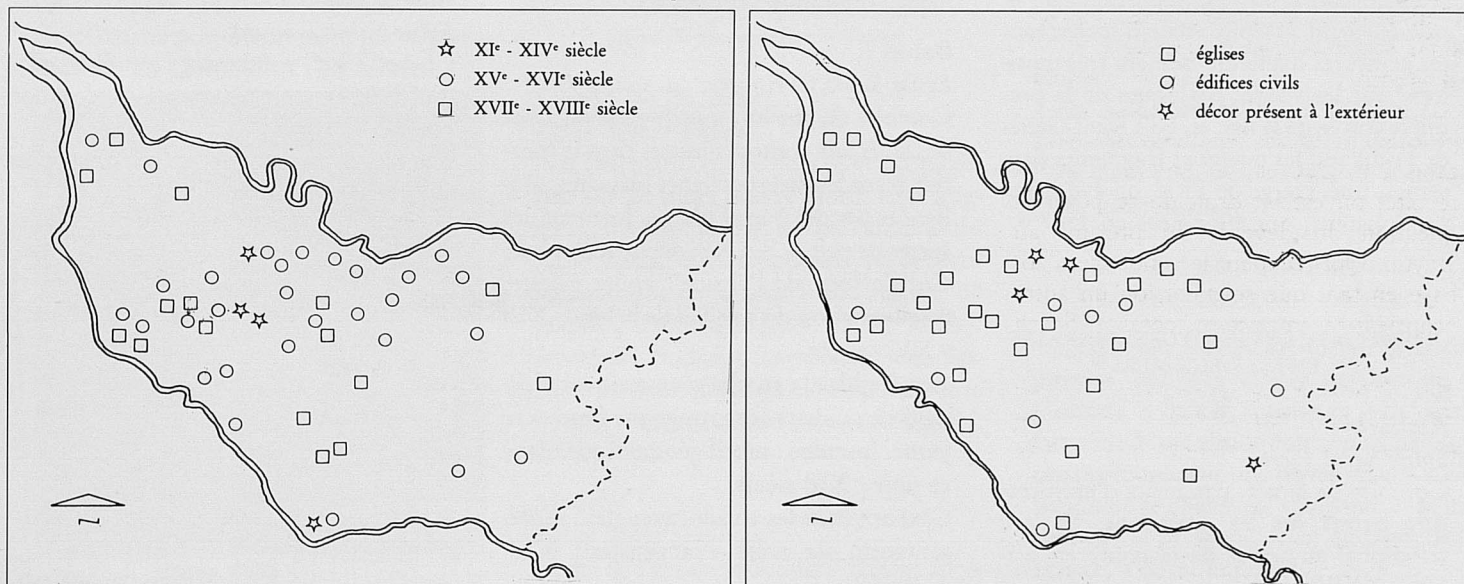 XIᵉ - XIVᵉ siècle
XVᵉ - XVIᵉ siècle
XVIIᵉ - XVIIIᵉ siècle
églises
édifices civils
décor présent à l'extérieur